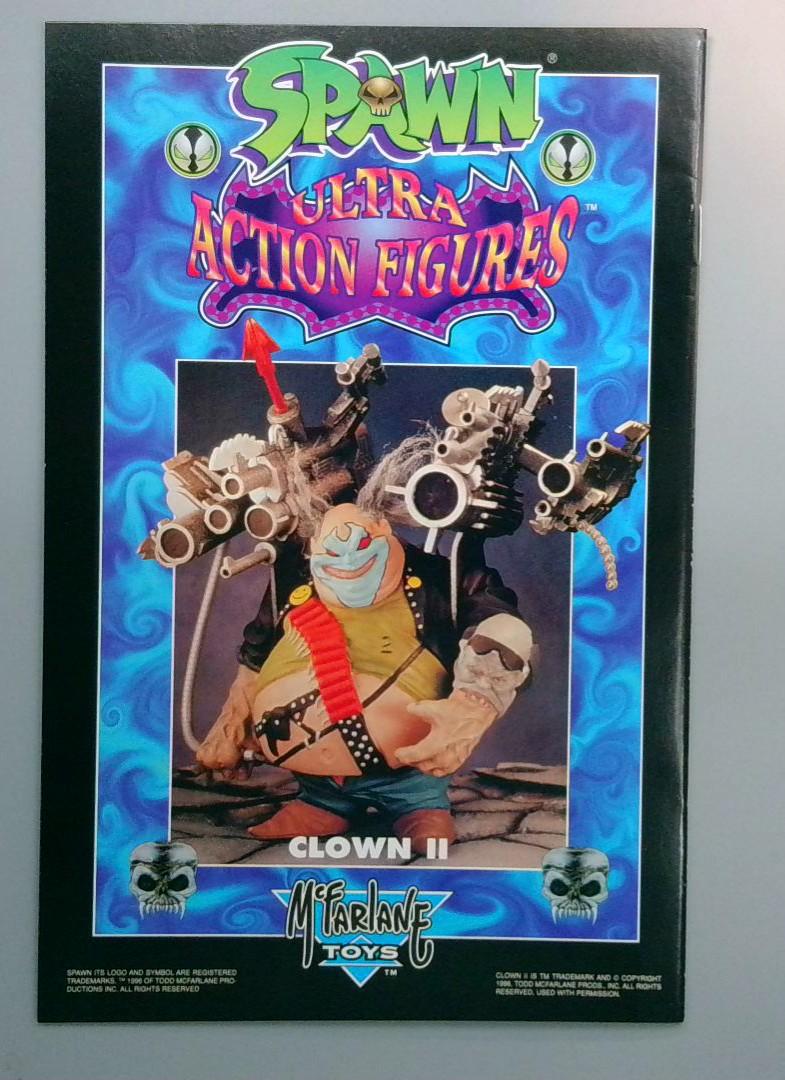 SPAWN®
ULTRA
ACTION FIGURES™
CLOWN II
McFARLANE
TOYS™
SPAWN ITS LOGO AND SYMBOL ARE REGISTERED
TRADEMARKS. ™ 1996 OF TODD MCFARLANE PRO-
DUCTIONS INC. ALL RIGHTS RESERVED
CLOWN II IS TM TRADEMARK AND © COPYRIGHT
1996, TODD MCFARLANE PRODS., INC. ALL RIGHTS
RESERVED. USED WITH PERMISSION.